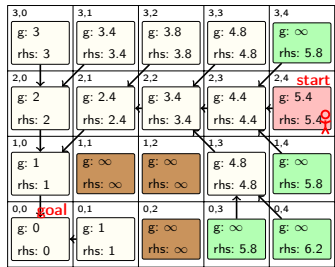 3,0 3,1 3,2 3,3 3,4
g: 3 g: 3.4 g: 3.8 g: 4.8 g: ∞
rhs: 3 rhs: 3.4 rhs: 3.8 rhs: 4.8 rhs: 5.8
2,0 2,1 2,2 2,3 2,4 start
g: 2 g: 2.4 g: 3.4 g: 4.4 g: 5.4
rhs: 2 rhs: 2.4 rhs: 3.4 rhs: 4.4 rhs: 5.4
1,0 1,1 1,2 1,3 1,4
g: 1 g: ∞ g: ∞ g: 4.8 g: ∞
rhs: 1 rhs: ∞ rhs: ∞ rhs: 4.8 rhs: 5.8
0,0 goal 0,1 0,2 0,3 0,4
g: 0 g: 1 g: ∞ g: ∞ g: ∞
rhs: 0 rhs: 1 rhs: ∞ rhs: 5.8 rhs: 6.2